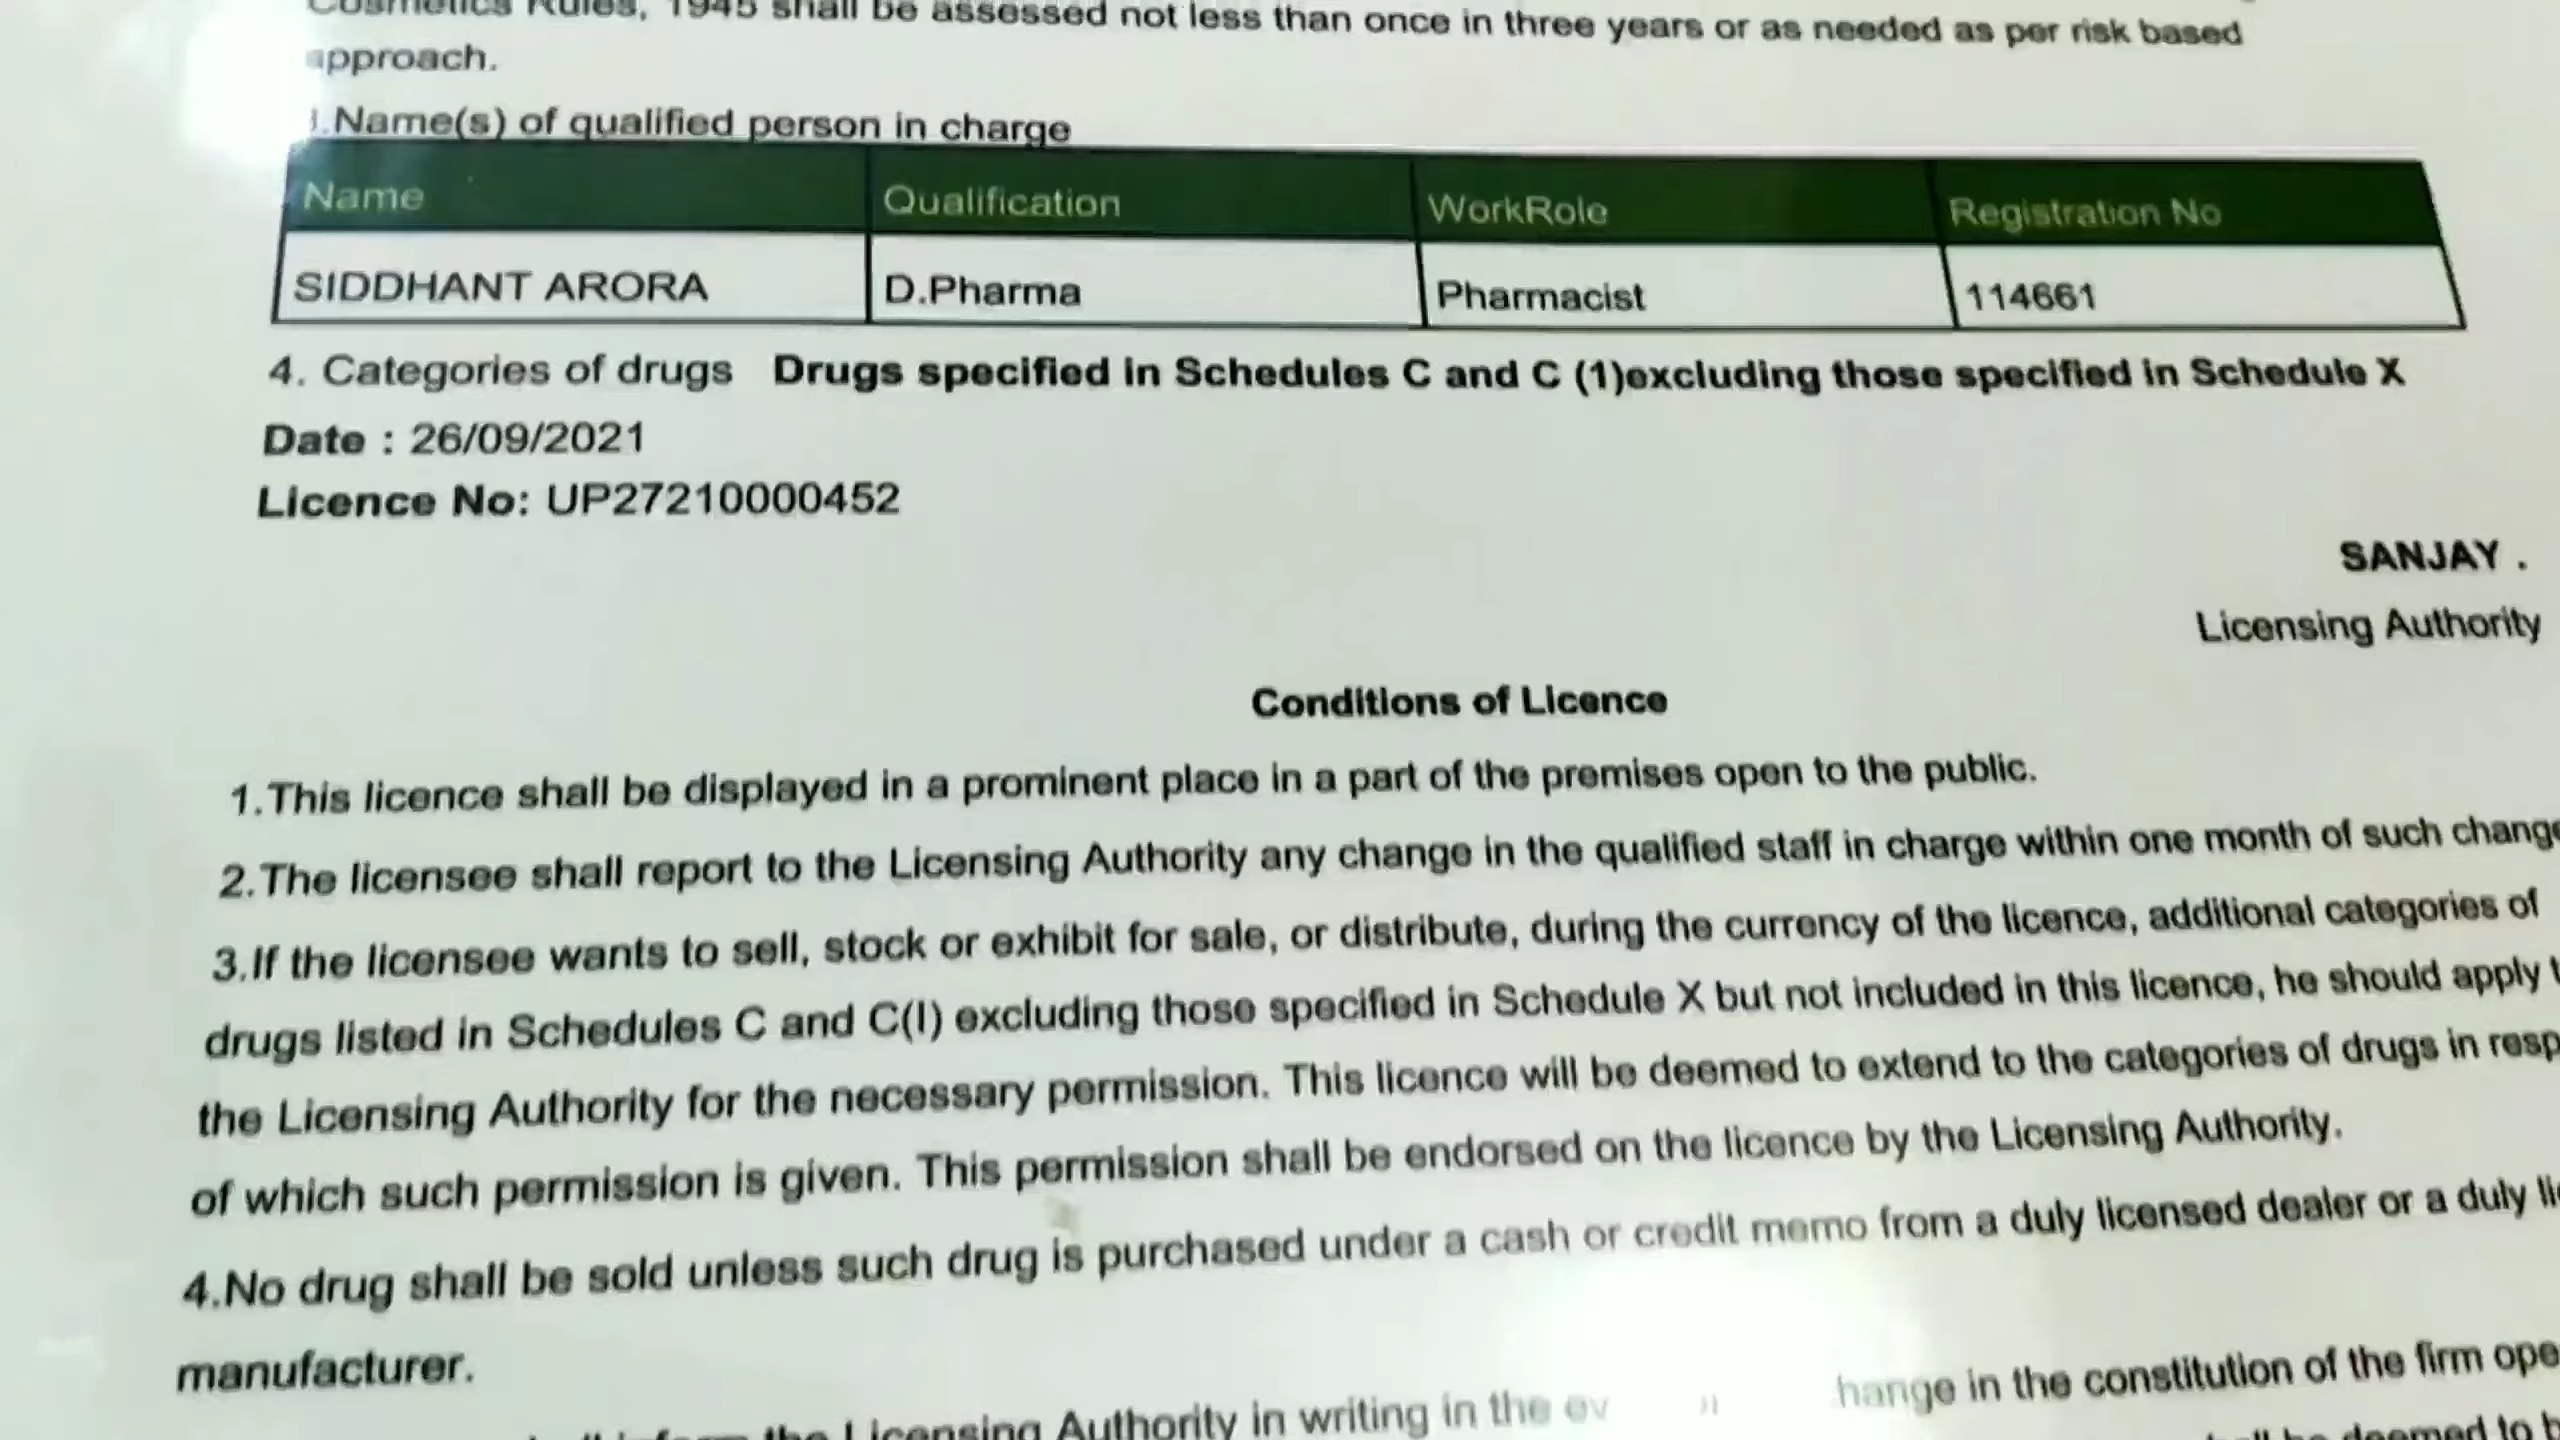 Cosmetics Rules, 1945 shall be assessed not less than once in three years or as needed as per risk based
approach.
.Name(s) of qualified person in charge
Name Qualification WorkRole Registration No
SIDDHANT ARORA D.Pharma Pharmacist 114661
4. Categories of drugs Drugs specified in Schedules C and C (1)excluding those specified in Schedule X
Date : 26/09/2021
Licence No: UP27210000452
SANJAY .
Licensing Authority
Conditions of Licence
1.This licence shall be displayed in a prominent place in a part of the premises open to the public.
2.The licensee shall report to the Licensing Authority any change in the qualified staff in charge within one month of such change
3.If the licensee wants to sell, stock or exhibit for sale, or distribute, during the currency of the licence, additional categories of
drugs listed in Schedules C and C(I) excluding those specified in Schedule X but not included in this licence, he should apply
the Licensing Authority for the necessary permission. This licence will be deemed to extend to the categories of drugs in
of which such permission is given. This permission shall be endorsed on the licence by the Licensing Authority.
4.No drug shall be sold unless such drug is purchased under a cash or credit memo from a duly licensed dealer or a duly
manufacturer.
inform the Licensing Authority in writing in the hange in the constitution of the firm
deemed to